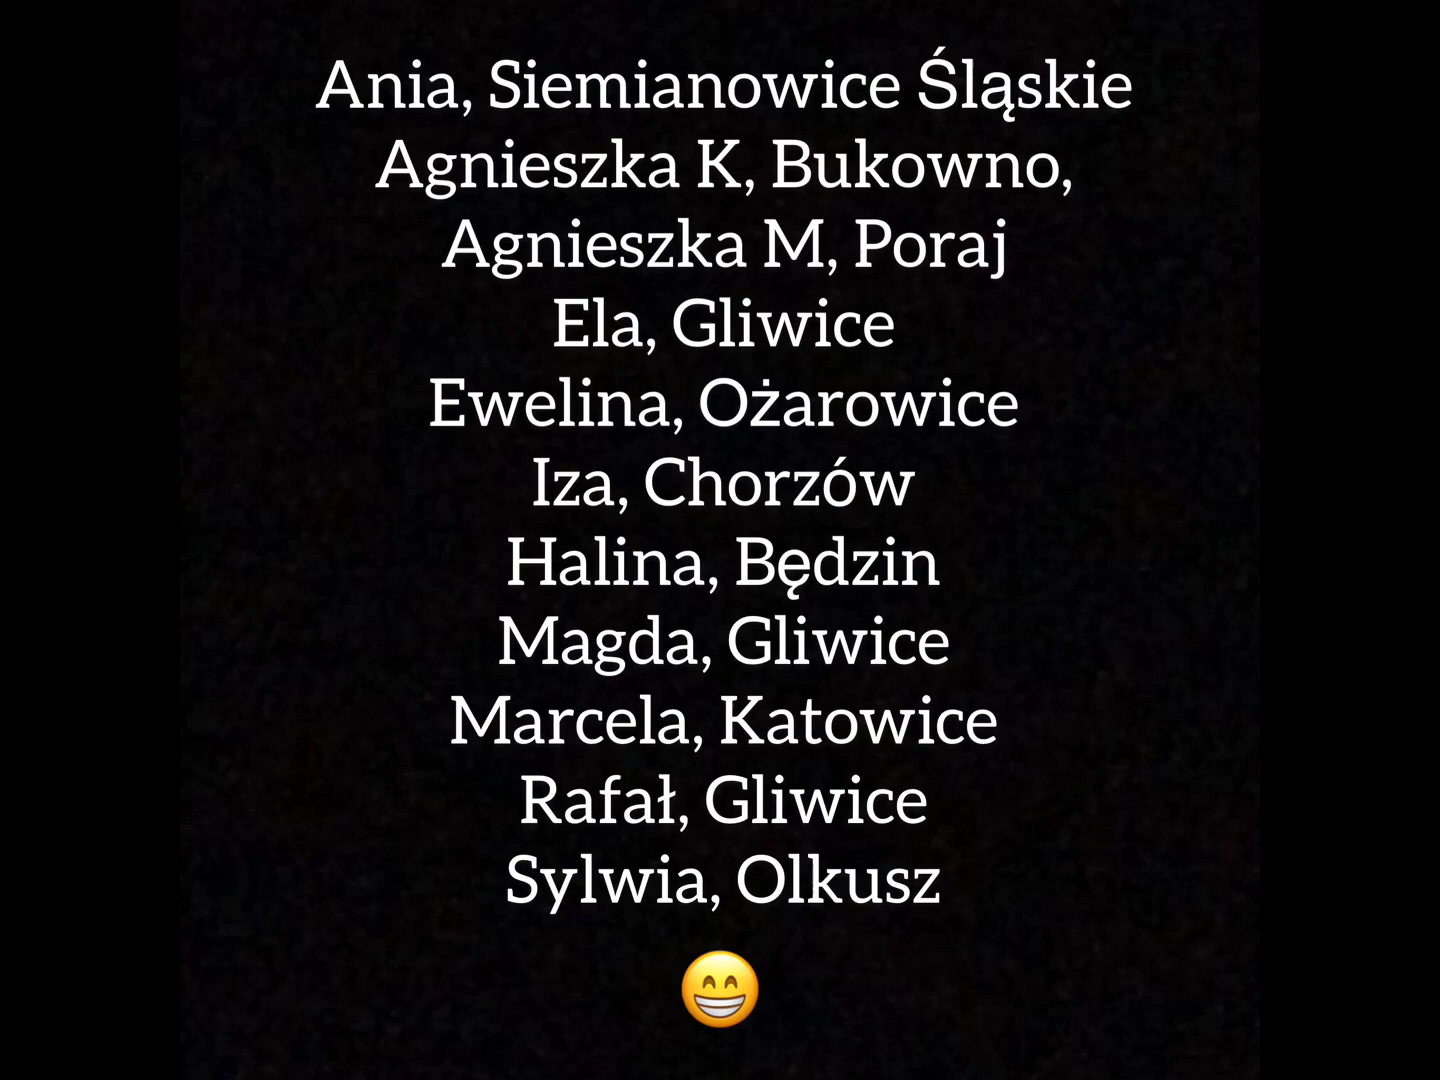 Ania, Siemianowice Śląskie
Agnieszka K, Bukowno,
Agnieszka M, Poraj
Ela, Gliwice
Ewelina, Ożarowice
Iza, Chorzów
Halina, Będzin
Magda, Gliwice
Marcela, Katowice
Rafał, Gliwice
Sylwia, Olkusz
😁